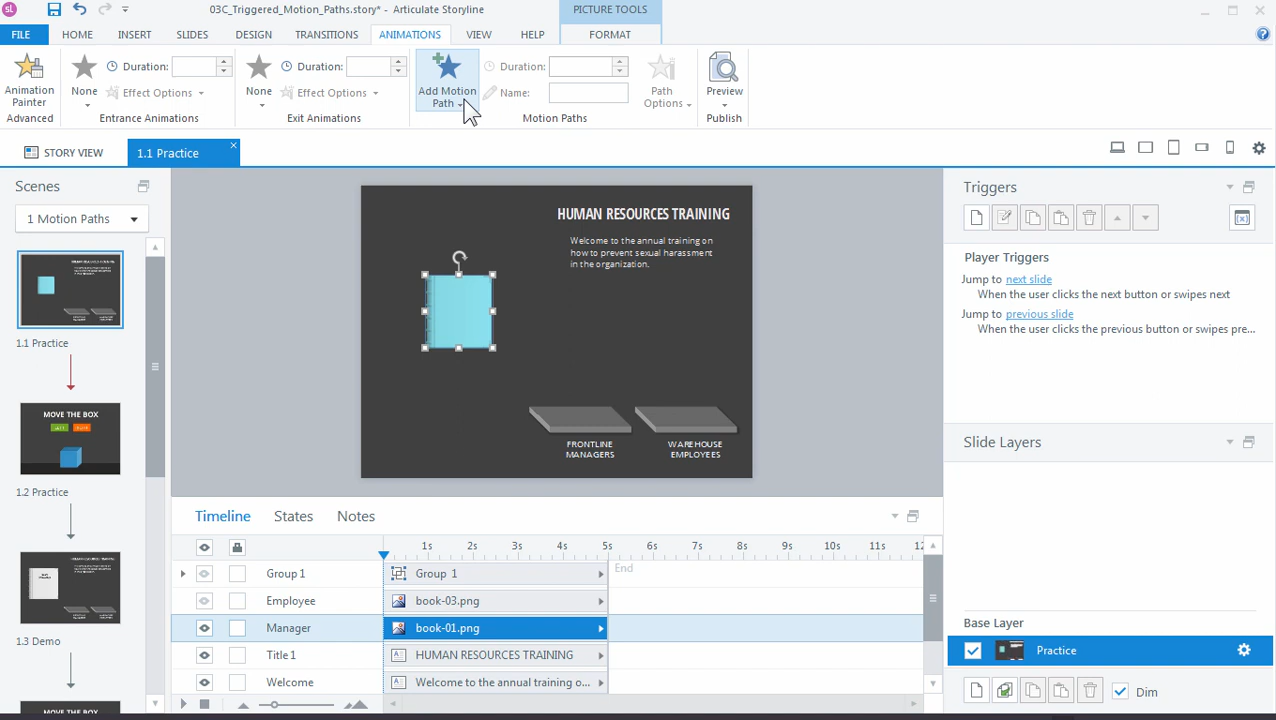 sl
03C_Triggered_Motion_Paths.story* - Articulate Storyline
PICTURE TOOLS
FILE HOME INSERT SLIDES DESIGN TRANSITIONS ANIMATIONS VIEW HELP FORMAT
Animation Painter
Advanced
None
Duration:
Effect Options
Entrance Animations
None
Duration:
Effect Options
Exit Animations
Add Motion Path
Duration:
Name:
Path Options
Motion Paths
Preview
Publish
STORY VIEW
1.1 Practice
Scenes
1 Motion Paths
1.1 Practice
MOVE THE BOX
1.2 Practice
1.3 Demo
HUMAN RESOURCES TRAINING
Welcome to the annual training on
how to prevent sexual harassment
in the organization.
FRONTLINE
MANAGERS
WAREHOUSE
EMPLOYEES
Timeline States Notes
1s 2s 3s 4s 5s 6s 7s 8s 9s 10s 11s 12
Group 1 Group 1 End
Employee book-03.png
Manager book-01.png
Title 1 HUMAN RESOURCES TRAINING
Welcome Welcome to the annual training o...
Triggers
Player Triggers
Jump to next slide
When the user clicks the next button or swipes next
Jump to previous slide
When the user clicks the previous button or swipes pre...
Slide Layers
Base Layer
Practice
Dim